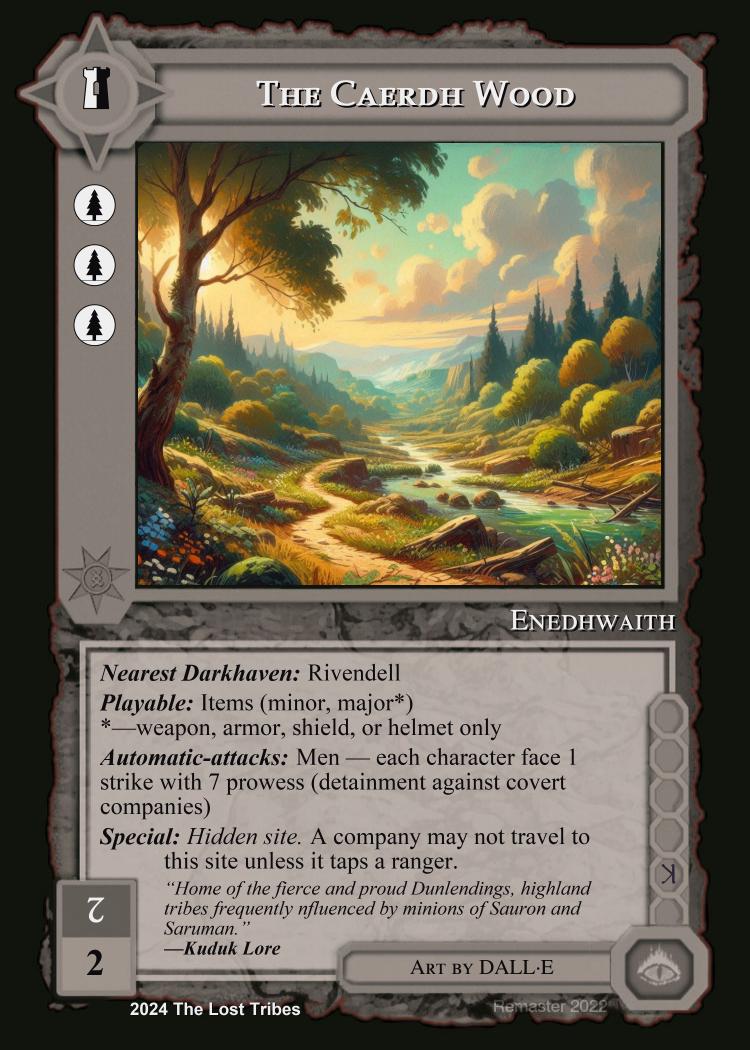 The Caerdh Wood
Enedhwaith
Nearest Darkhaven: Rivendell
Playable: Items (minor, major*)
*—weapon, armor, shield, or helmet only
Automatic-attacks: Men — each character face 1
strike with 7 prowess (detainment against covert
companies)
Special: Hidden site. A company may not travel to
this site unless it taps a ranger.
“Home of the fierce and proud Dunlendings, highland
tribes frequently nfluenced by minions of Sauron and
Saruman.”
—Kuduk Lore
2
2
K
Art by DALL·E
2024 The Lost Tribes
Remaster 2022